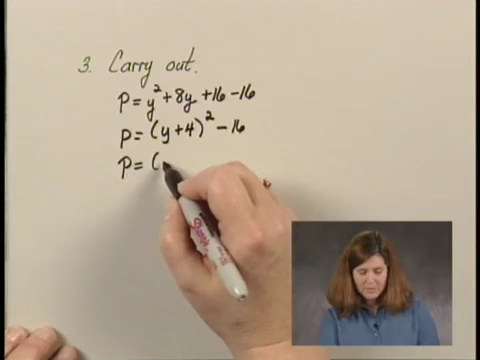 3. Carry out.
P = y² + 8y + 16 - 16
P = (y + 4)² - 16
P = (